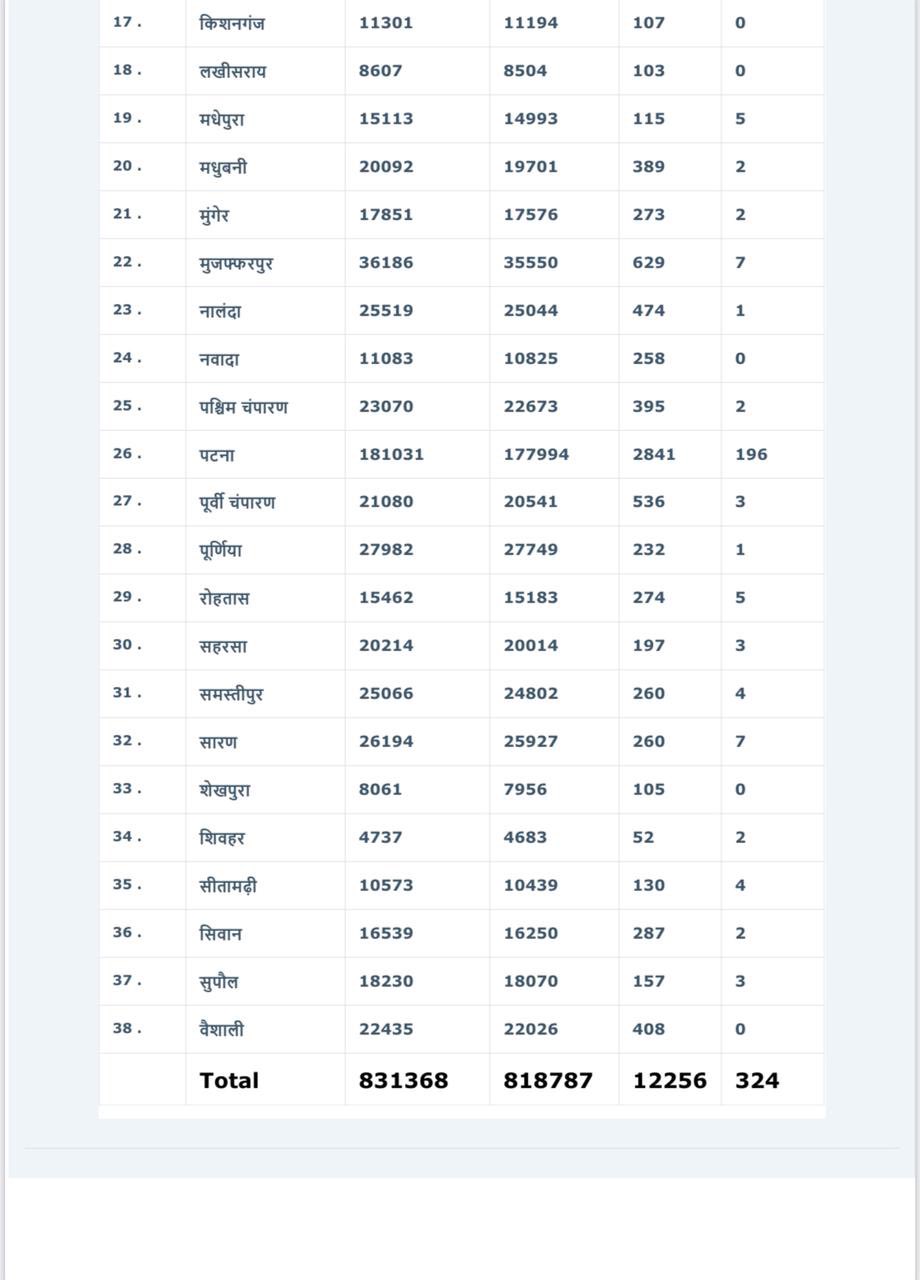 17 . किशनगंज 11301 11194 107 0
18 . लखीसराय 8607 8504 103 0
19 . मधेपुरा 15113 14993 115 5
20 . मधुबनी 20092 19701 389 2
21 . मुंगेर 17851 17576 273 2
22 . मुजफ्फरपुर 36186 35550 629 7
23 . नालंदा 25519 25044 474 1
24 . नवादा 11083 10825 258 0
25 . पश्चिम चंपारण 23070 22673 395 2
26 . पटना 181031 177994 2841 196
27 . पूर्वी चंपारण 21080 20541 536 3
28 . पूर्णिया 27982 27749 232 1
29 . रोहतास 15462 15183 274 5
30 . सहरसा 20214 20014 197 3
31 . समस्तीपुर 25066 24802 260 4
32 . सारण 26194 25927 260 7
33 . शेखपुरा 8061 7956 105 0
34 . शिवहर 4737 4683 52 2
35 . सीतामढ़ी 10573 10439 130 4
36 . सिवान 16539 16250 287 2
37 . सुपौल 18230 18070 157 3
38 . वैशाली 22435 22026 408 0
Total 831368 818787 12256 324